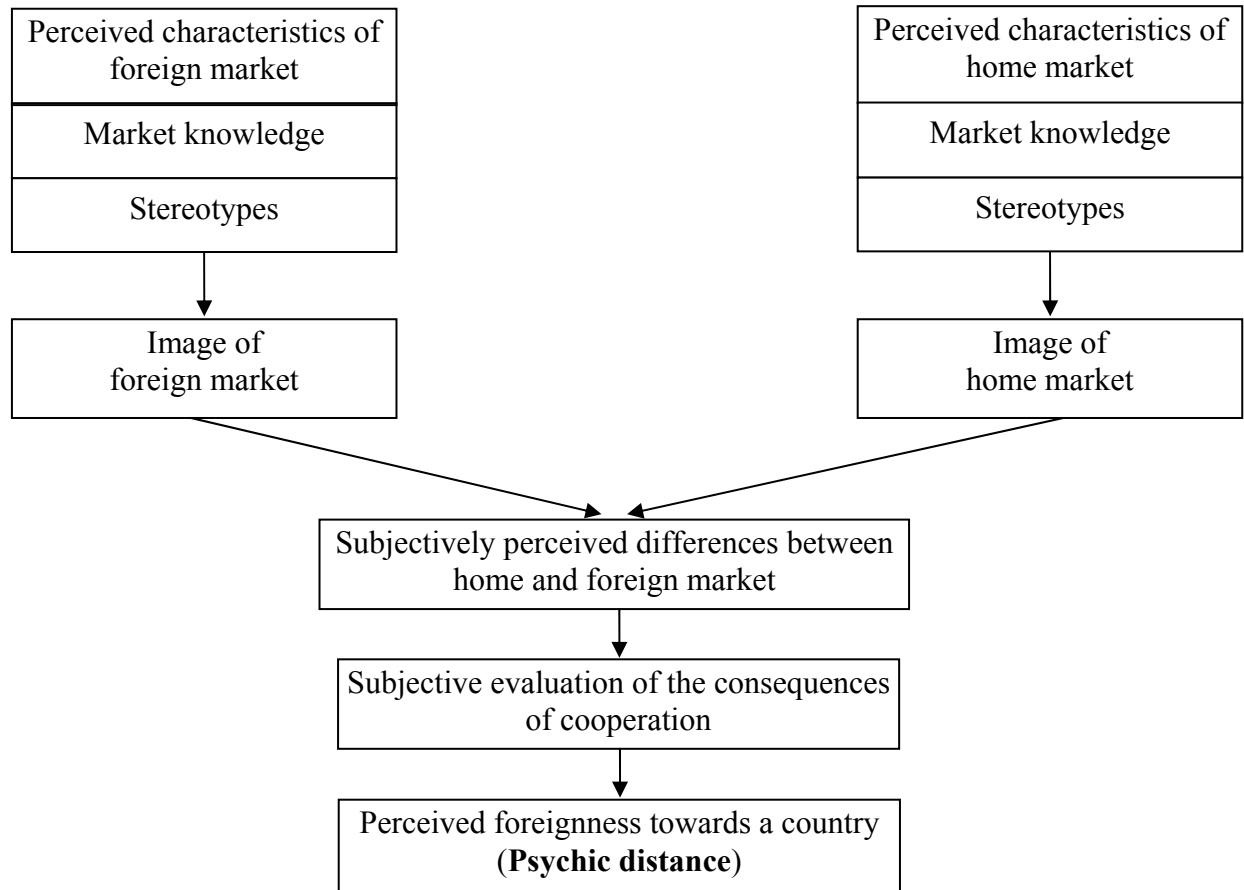 Perceived characteristics of
foreign market
Market knowledge
Stereotypes
Image of
foreign market
Perceived characteristics of
home market
Market knowledge
Stereotypes
Image of
home market
Subjectively perceived differences between
home and foreign market
Subjective evaluation of the consequences
of cooperation
Perceived foreignness towards a country
(Psychic distance)